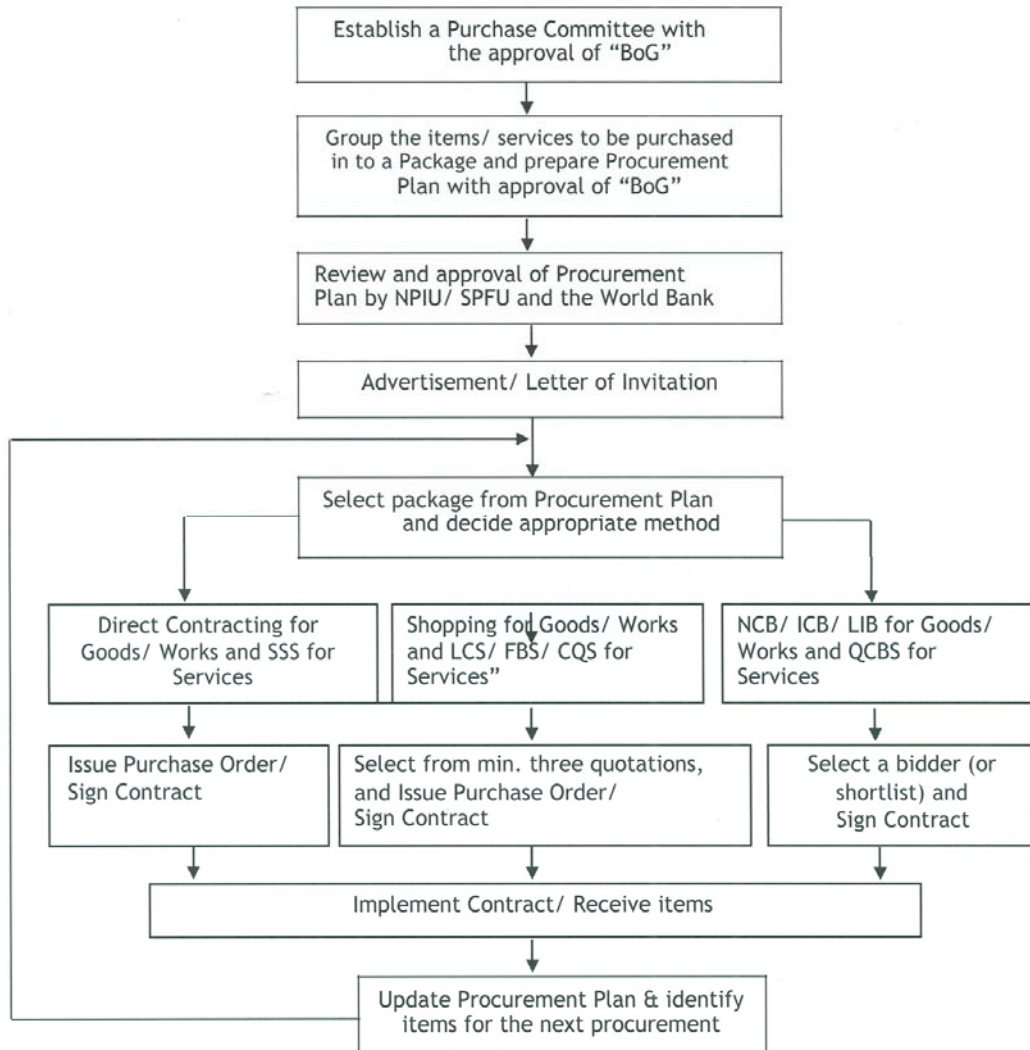 Establish a Purchase Committee with
the approval of “BoG”
Group the items/ services to be purchased
in to a Package and prepare Procurement
Plan with approval of “BoG”
Review and approval of Procurement
Plan by NPIU/ SPFU and the World Bank
Advertisement/ Letter of Invitation
Select package from Procurement Plan
and decide appropriate method
Direct Contracting for
Goods/ Works and SSS for
Services
Shopping for Goods/ Works
and LCS/ FBS/ CQS for
Services”
NCB/ ICB/ LIB for Goods/
Works and QCBS for
Services
Issue Purchase Order/
Sign Contract
Select from min. three quotations,
and Issue Purchase Order/
Sign Contract
Select a bidder (or
shortlist) and
Sign Contract
Implement Contract/ Receive items
Update Procurement Plan & identify
items for the next procurement